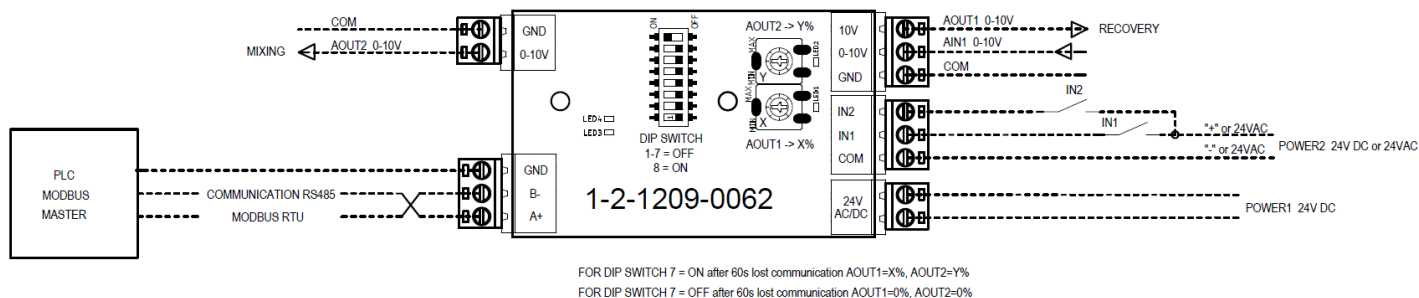 COM
MIXING
AOUT2 0-10V
GND
0-10V
ON
OFF
AOUT2 -> Y%
MAX
MIN
Y
LED2
MAX
MIN
X
LED1
AOUT1 -> X%
LED4
LED3
DIP SWITCH
1-7 = OFF
8 = ON
1
10V
0-10V
GND
AOUT1 0-10V
RECOVERY
AIN1 0-10V
COM
IN2
IN1
COM
IN2
IN1
"+" or 24VAC
"-" or 24VAC
POWER2 24V DC or 24VAC
PLC
MODBUS
MASTER
COMMUNICATION RS485
MODBUS RTU
GND
B-
A+
1-2-1209-0062
24V
AC/DC
POWER1 24V DC
FOR DIP SWITCH 7 = ON after 60s lost communication AOUT1=X%, AOUT2=Y%
FOR DIP SWITCH 7 = OFF after 60s lost communication AOUT1=0%, AOUT2=0%